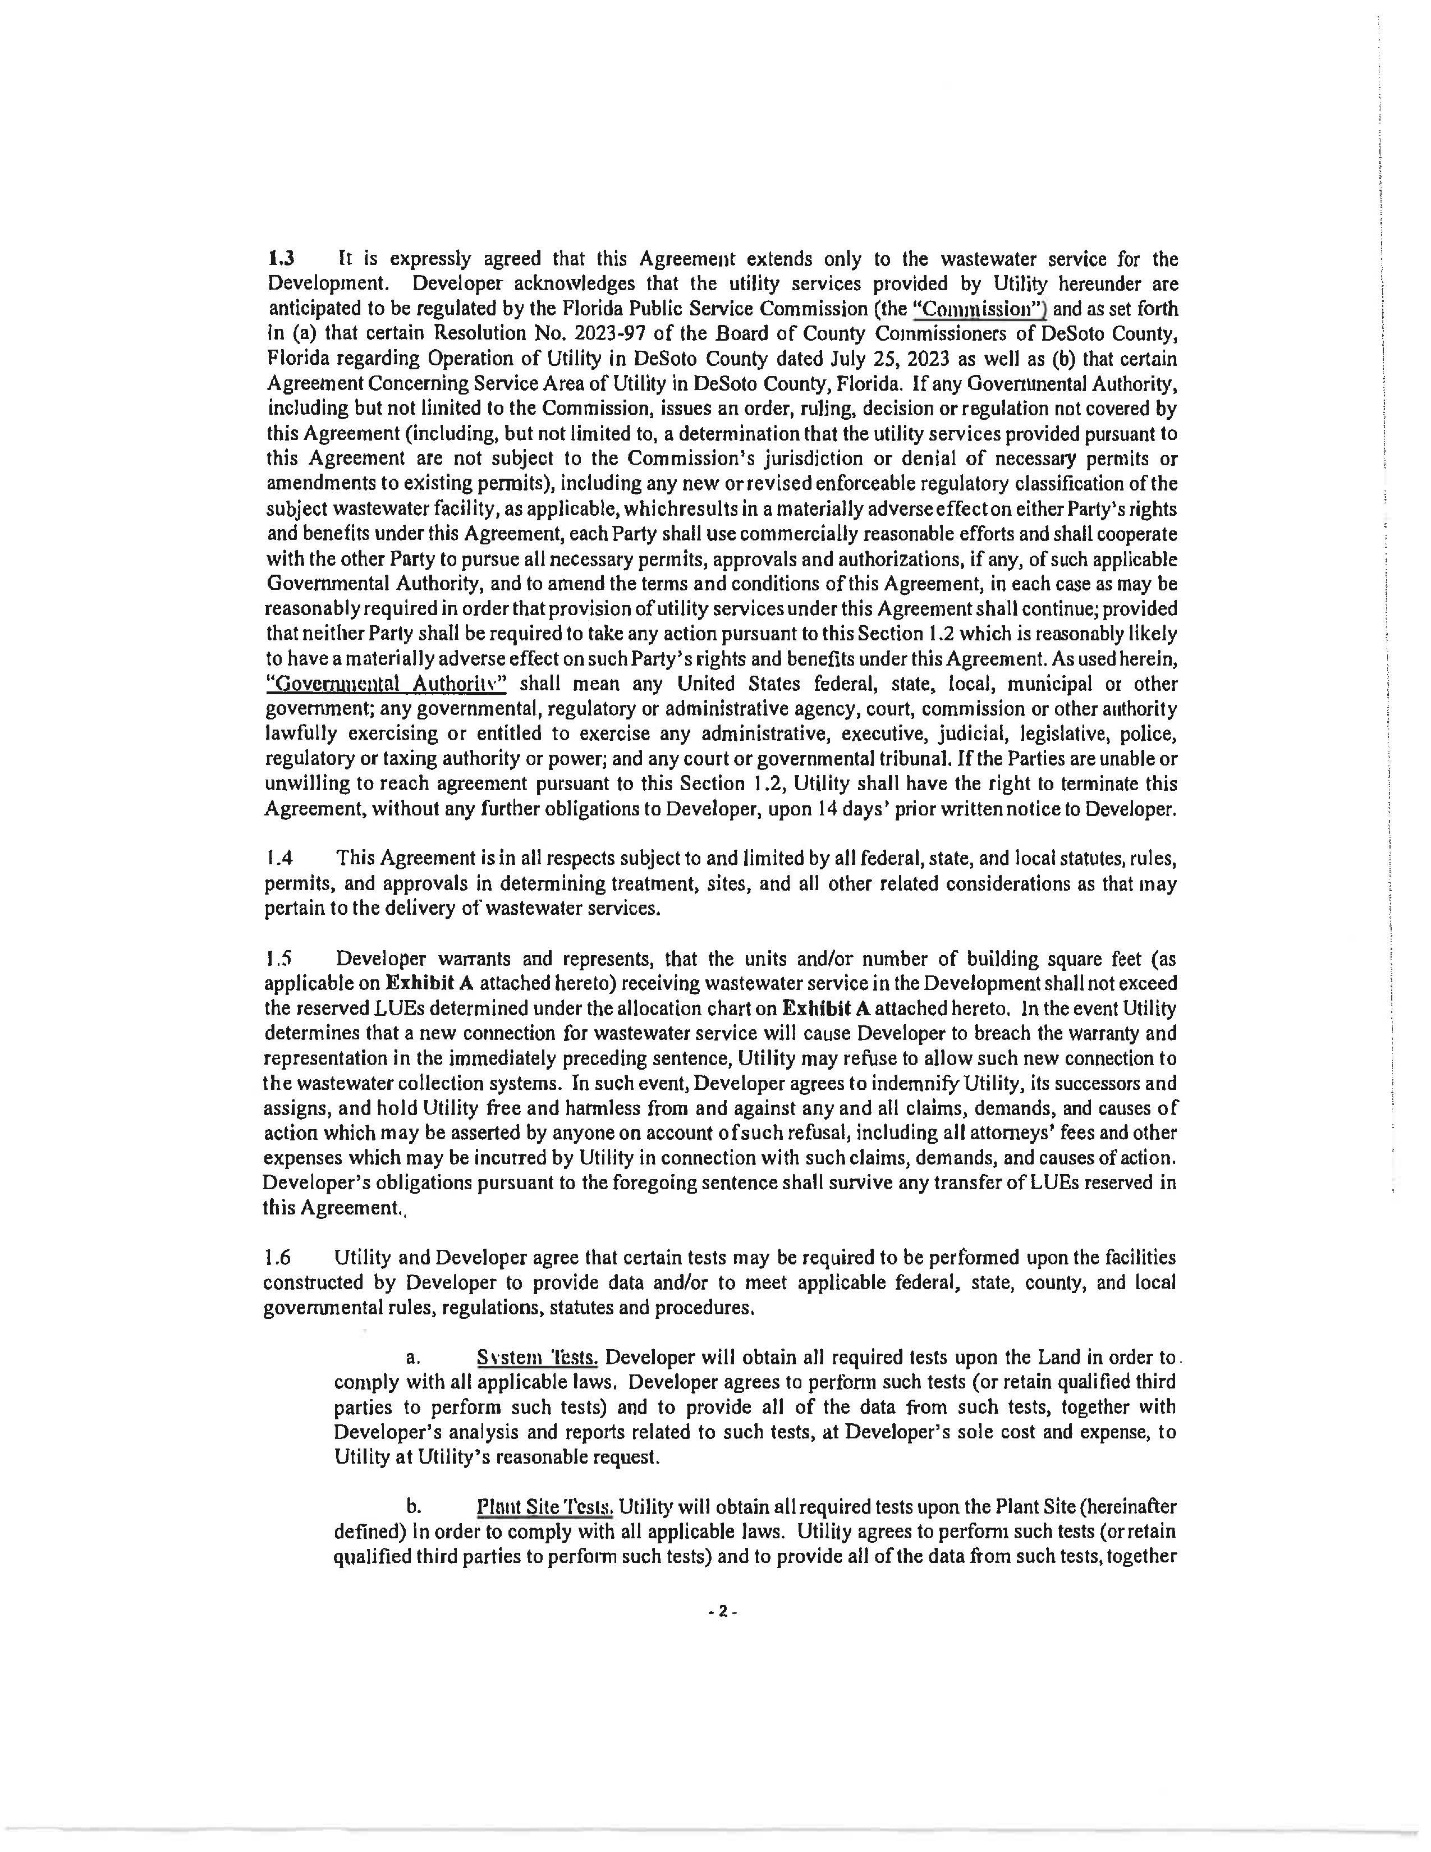 1.3 It is expressly agreed that this Agreement extends only to the wastewater service for the
Development. Developer acknowledges that the utility services provided by Utility hereunder are
anticipated to be regulated by the Florida Public Service Commission (the "Commission") and as set forth
in (a) that certain Resolution No. 2023-97 of the Board of County Commissioners of DeSoto County,
Florida regarding Operation of Utility in DeSoto County dated July 25, 2023 as well as (b) that certain
Agreement Concerning Service Area of Utility in DeSoto County, Florida. If any Governmental Authority,
including but not limited to the Commission, issues an order, ruling, decision or regulation not covered by
this Agreement (including, but not limited to, a determination that the utility services provided pursuant to
this Agreement are not subject to the Commission's jurisdiction or denial of necessary permits or
amendments to existing permits), including any new or revised enforceable regulatory classification of the
subject wastewater facility, as applicable, which results in a materially adverse effect on either Party's rights
and benefits under this Agreement, each Party shall use commercially reasonable efforts and shall cooperate
with the other Party to pursue all necessary permits, approvals and authorizations, if any, of such applicable
Governmental Authority, and to amend the terms and conditions of this Agreement, in each case as may be
reasonably required in order that provision of utility services under this Agreement shall continue; provided
that neither Party shall be required to take any action pursuant to this Section 1.2 which is reasonably likely
to have a materially adverse effect on such Party's rights and benefits under this Agreement. As used herein,
"Governmental Authority" shall mean any United States federal, state, local, municipal or other
government; any governmental, regulatory or administrative agency, court, commission or other authority
lawfully exercising or entitled to exercise any administrative, executive, judicial, legislative, police,
regulatory or taxing authority or power; and any court or governmental tribunal. If the Parties are unable or
unwilling to reach agreement pursuant to this Section 1.2, Utility shall have the right to terminate this
Agreement, without any further obligations to Developer, upon 14 days' prior written notice to Developer.
1.4 This Agreement is in all respects subject to and limited by all federal, state, and local statutes, rules,
permits, and approvals in determining treatment, sites, and all other related considerations as that may
pertain to the delivery of wastewater services.
1.5 Developer warrants and represents, that the units and/or number of building square feet (as
applicable on Exhibit A attached hereto) receiving wastewater service in the Development shall not exceed
the reserved LUEs determined under the allocation chart on Exhibit A attached hereto. In the event Utility
determines that a new connection for wastewater service will cause Developer to breach the warranty and
representation in the immediately preceding sentence, Utility may refuse to allow such new connection to
the wastewater collection systems. In such event, Developer agrees to indemnify Utility, its successors and
assigns, and hold Utility free and harmless from and against any and all claims, demands, and causes of
action which may be asserted by anyone on account of such refusal, including all attorneys' fees and other
expenses which may be incurred by Utility in connection with such claims, demands, and causes of action.
Developer's obligations pursuant to the foregoing sentence shall survive any transfer of LUEs reserved in
this Agreement.
1.6 Utility and Developer agree that certain tests may be required to be performed upon the facilities
constructed by Developer to provide data and/or to meet applicable federal, state, county, and local
governmental rules, regulations, statutes and procedures.
a. System Tests. Developer will obtain all required tests upon the Land in order to
comply with all applicable laws. Developer agrees to perform such tests (or retain qualified third
parties to perform such tests) and to provide all of the data from such tests, together with
Developer's analysis and reports related to such tests, at Developer's sole cost and expense, to
Utility at Utility's reasonable request.
b. Plant Site Tests. Utility will obtain all required tests upon the Plant Site (hereinafter
defined) in order to comply with all applicable laws. Utility agrees to perform such tests (or retain
qualified third parties to perform such tests) and to provide all of the data from such tests, together
- 2 -